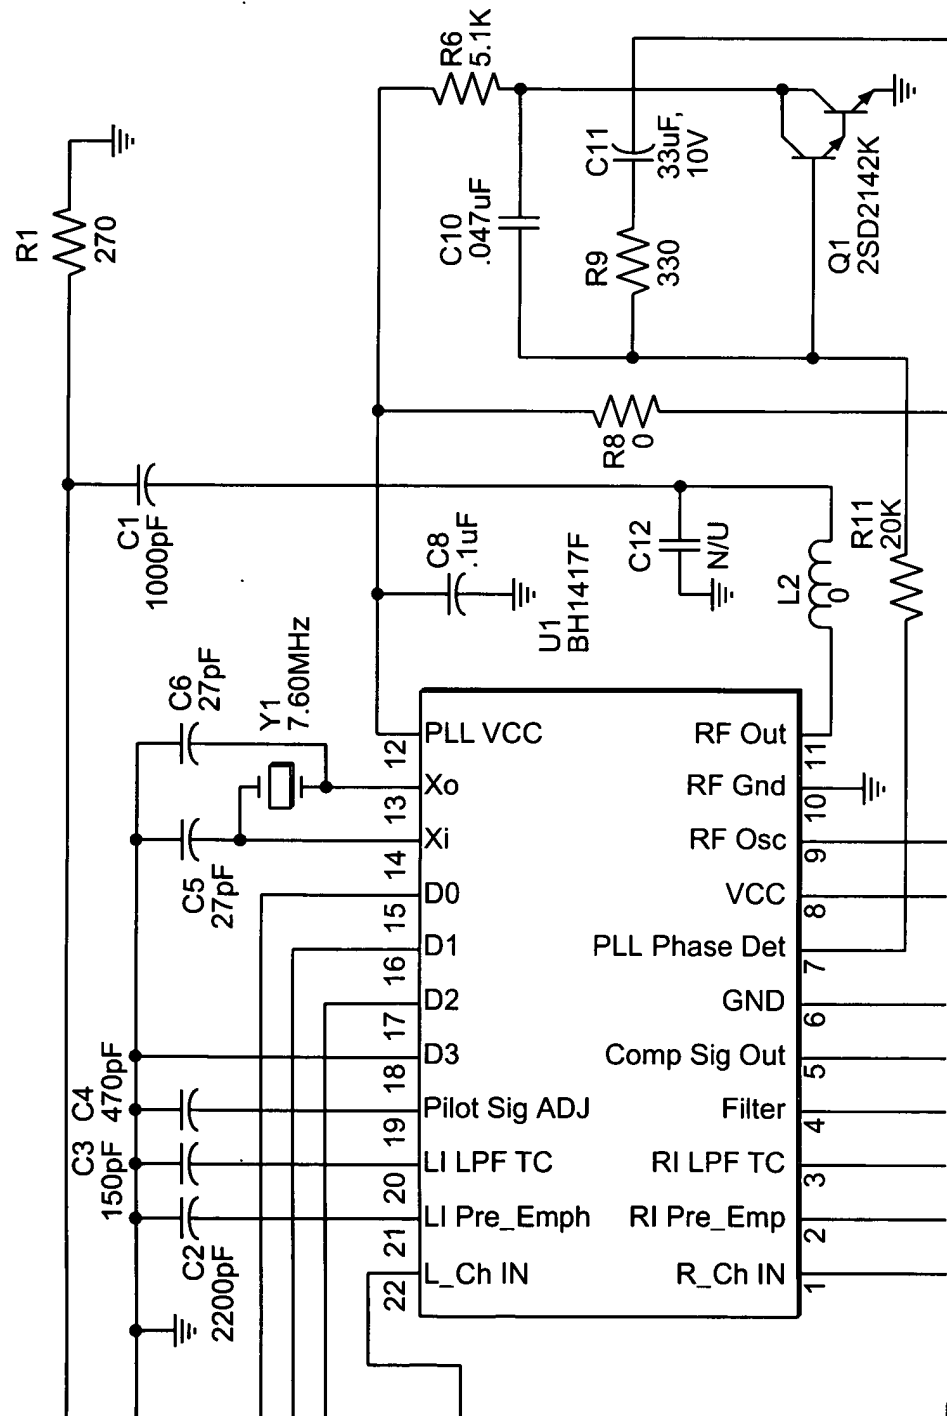 R6
5.1K
C11
33uF,
10V
R1
270
C10
.047uF
R9
330
Q1
2SD2142K
R8
0
C1
1000pF
C8
.1uF
C12
N/U
L2
0
R11
20K
U1
BH1417F
C6
27pF
Y1
7.60MHz
C5
27pF
12
PLL VCC
RF Out
11
13
Xo
RF Gnd
10
14
Xi
RF Osc
9
15
D0
VCC
8
16
D1
PLL Phase Det
7
17
D2
GND
6
18
D3
Comp Sig Out
5
C4
470pF
19
Pilot Sig ADJ
Filter
4
C3
150pF
20
LI LPF TC
RI LPF TC
3
21
LI Pre_Emph
RI Pre_Emp
2
C2
2200pF
22
L_Ch IN
R_Ch IN
1